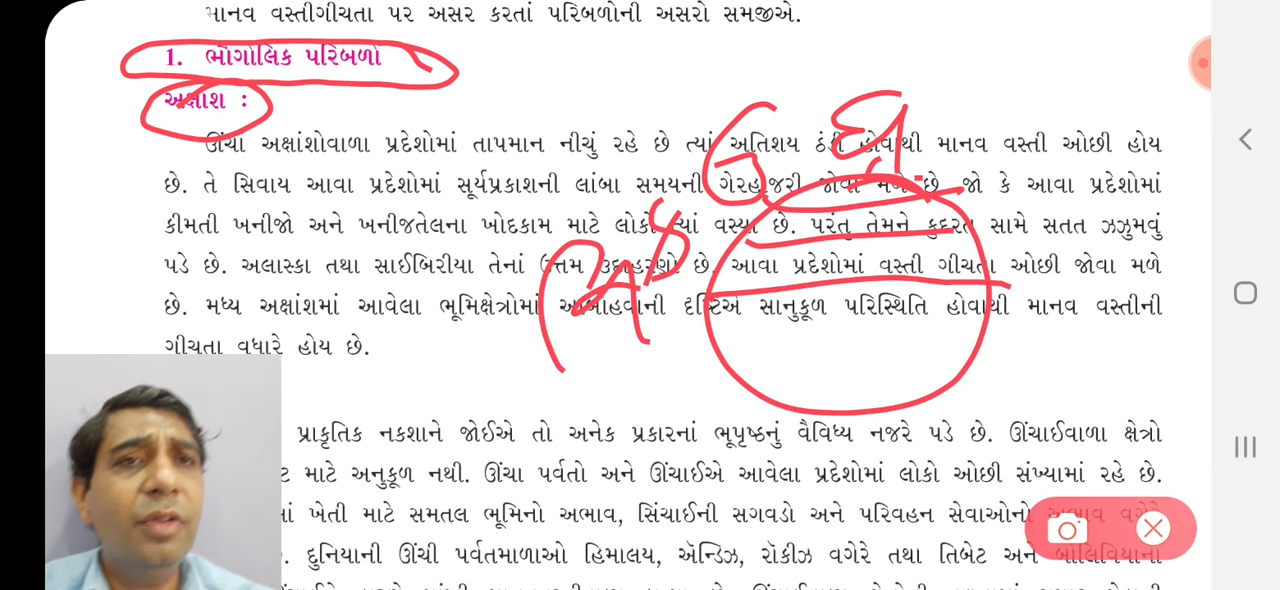 માનવ વસ્તીગીચતા પર અસર કરતાં પરિબળોની અસરો સમજીએ.
1. ભૌગોલિક પરિબળો
અક્ષાંશ :
ઊંચા અક્ષાંશોવાળા પ્રદેશોમાં તાપમાન નીચું રહે છે ત્યાં અતિશય ઠંડી હોવાથી માનવ વસ્તી ઓછી હોય
છે. તે સિવાય આવા પ્રદેશોમાં સૂર્યપ્રકાશની લાંબા સમયની ગેરહાજરી જોવા મળે છે. જો કે આવા પ્રદેશોમાં
કીમતી ખનીજો અને ખનીજતેલના ખોદકામ માટે લોકો ત્યાં વસ્યા છે. પરંતુ તેમને કુદરત સામે સતત ઝઝુમવું
પડે છે. અલાસ્કા તથા સાઈબિરીયા તેનાં ઉત્તમ ઉદાહરણો છે. આવા પ્રદેશોમાં વસ્તી ગીચતા ઓછી જોવા મળે
છે. મધ્ય અક્ષાંશમાં આવેલા ભૂમિક્ષેત્રોમાં આબોહવાની દૃષ્ટિએ સાનુકૂળ પરિસ્થિતિ હોવાથી માનવ વસ્તીની
ગીચતા વધારે હોય છે.
પ્રાકૃતિક નકશાને જોઈએ તો અનેક પ્રકારનાં ભૂપૃષ્ઠનું વૈવિધ્ય નજરે પડે છે. ઊંચાઈવાળા ક્ષેત્રો
માટે અનુકૂળ નથી. ઊંચા પર્વતો અને ઊંચાઈએ આવેલા પ્રદેશોમાં લોકો ઓછી સંખ્યામાં રહે છે.
ખેતી માટે સમતલ ભૂમિનો અભાવ, સિંચાઈની સગવડો અને પરિવહન સેવાઓનો અભાવ વગેરે
દુનિયાની ઊંચી પર્વતમાળાઓ હિમાલય, ઍન્ડિઝ, રૉકીઝ વગેરે તથા તિબેટ અને બોલિવિયાના